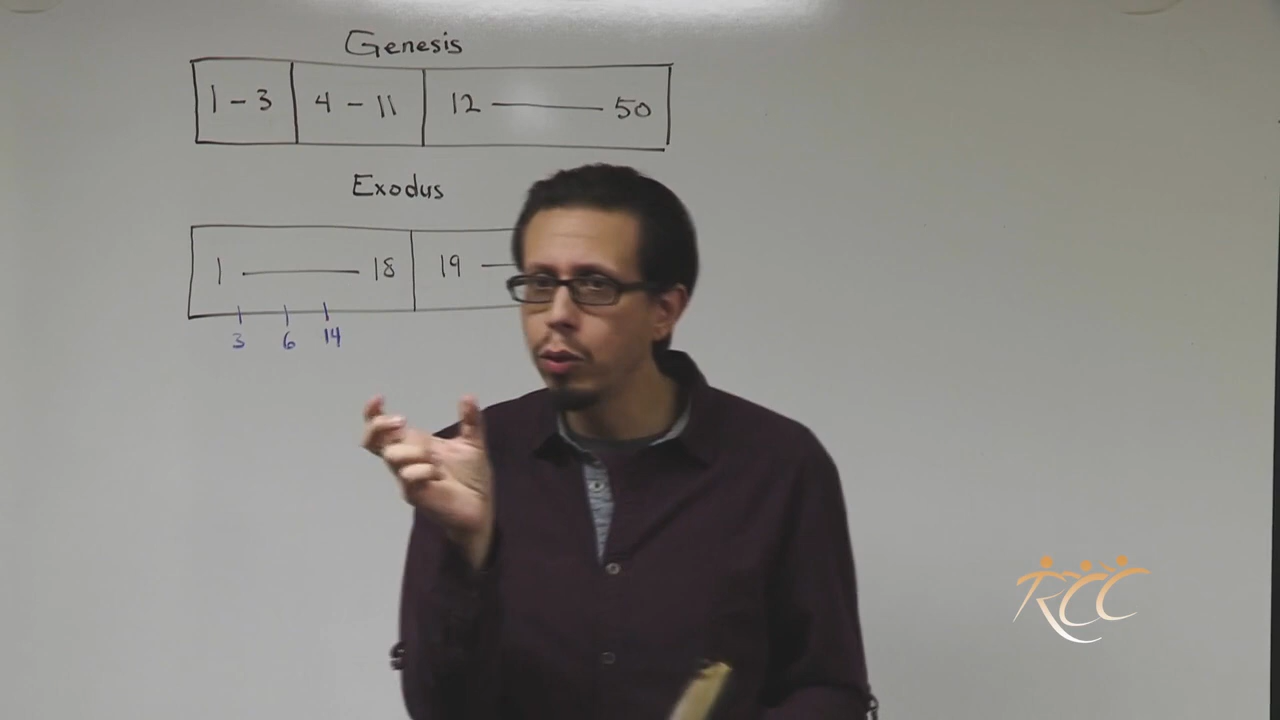 Genesis
1 - 3 4 - 11 12 — 50
Exodus
1 — 18 19 —
3 6 14
RCC